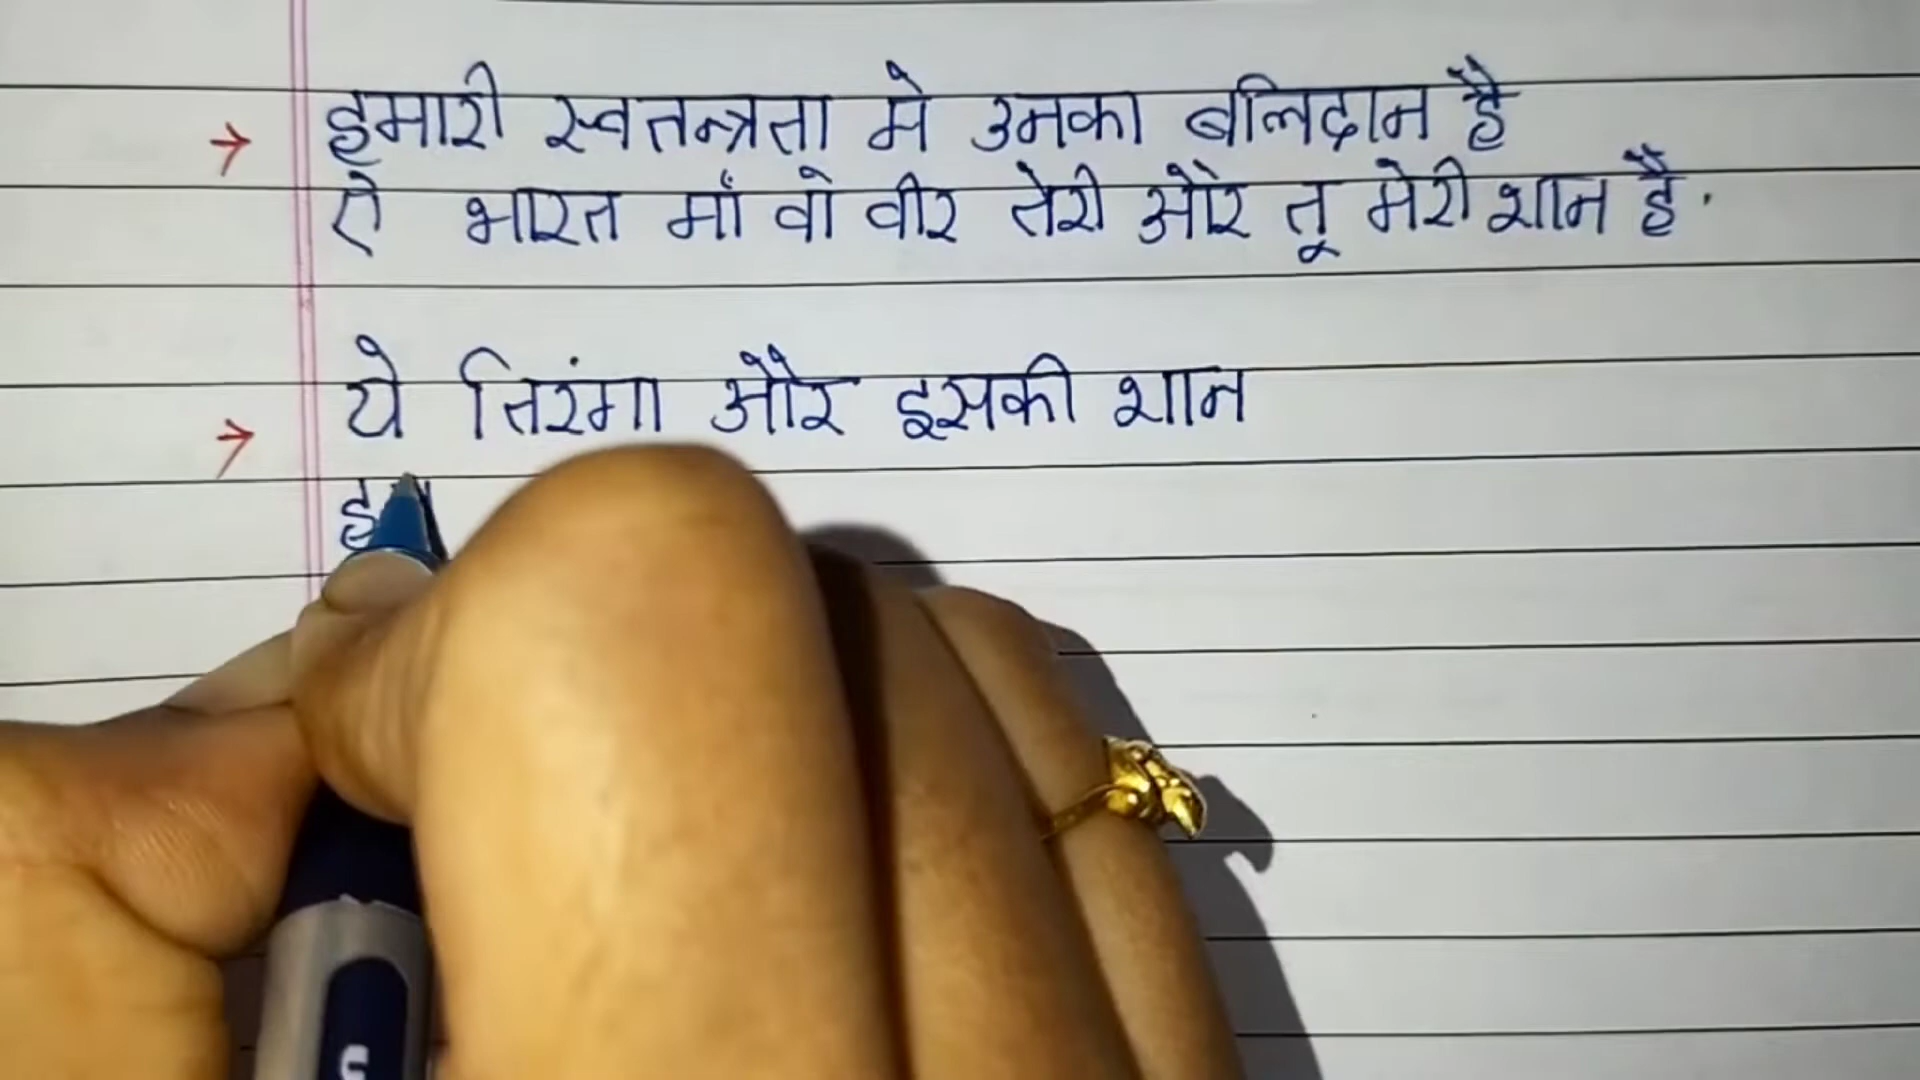 हमारी स्वतन्त्रता मे उनका बलिदान है
ऐ भारत माँ वो वीर तेरी और तू मेरी शान है.
ये तिरंगा और इसकी शान